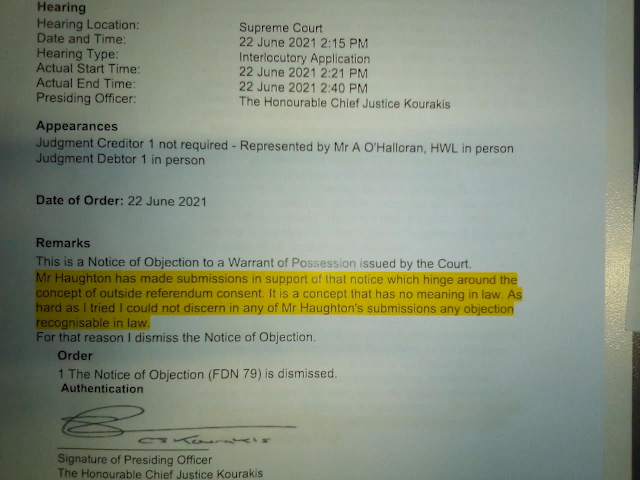 Hearing
Hearing Location: Supreme Court
Date and Time: 22 June 2021 2:15 PM
Hearing Type: Interlocutory Application
Actual Start Time: 22 June 2021 2:21 PM
Actual End Time: 22 June 2021 2:40 PM
Presiding Officer: The Honourable Chief Justice Kourakis
Appearances
Judgment Creditor 1 not required - Represented by Mr A O'Halloran, HWL in person
Judgment Debtor 1 in person
Date of Order: 22 June 2021
Remarks
This is a Notice of Objection to a Warrant of Possession issued by the Court.
Mr Haughton has made submissions in support of that notice which hinge around the
concept of outside referendum consent. It is a concept that has no meaning in law. As
hard as I tried I could not discern in any of Mr Haughton's submissions any objection
recognisable in law.
For that reason I dismiss the Notice of Objection.
Order
1 The Notice of Objection (FDN 79) is dismissed.
Authentication
CSKourakis
Signature of Presiding Officer
The Honourable Chief Justice Kourakis